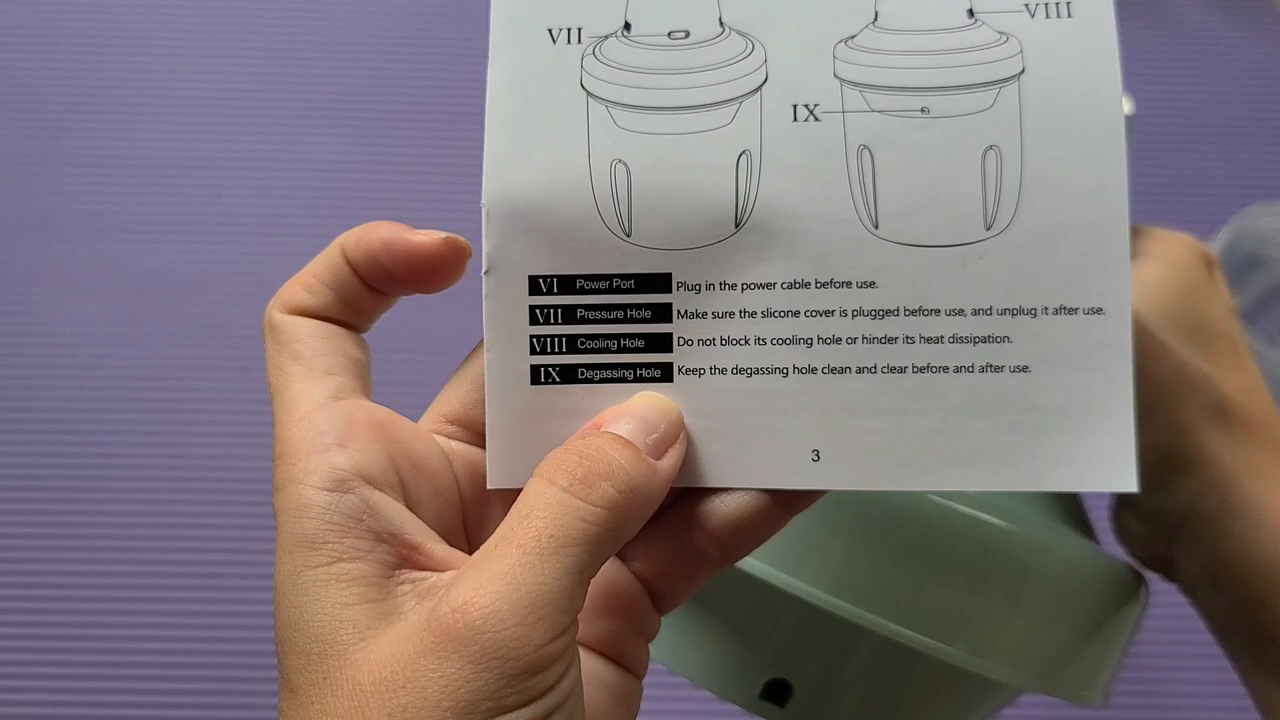 VII
VIII
IX
VI Power Port Plug in the power cable before use.
VII Pressure Hole Make sure the slicone cover is plugged before use, and unplug it after use.
VIII Cooling Hole Do not block its cooling hole or hinder its heat dissipation.
IX Degassing Hole Keep the degassing hole clean and clear before and after use.
3